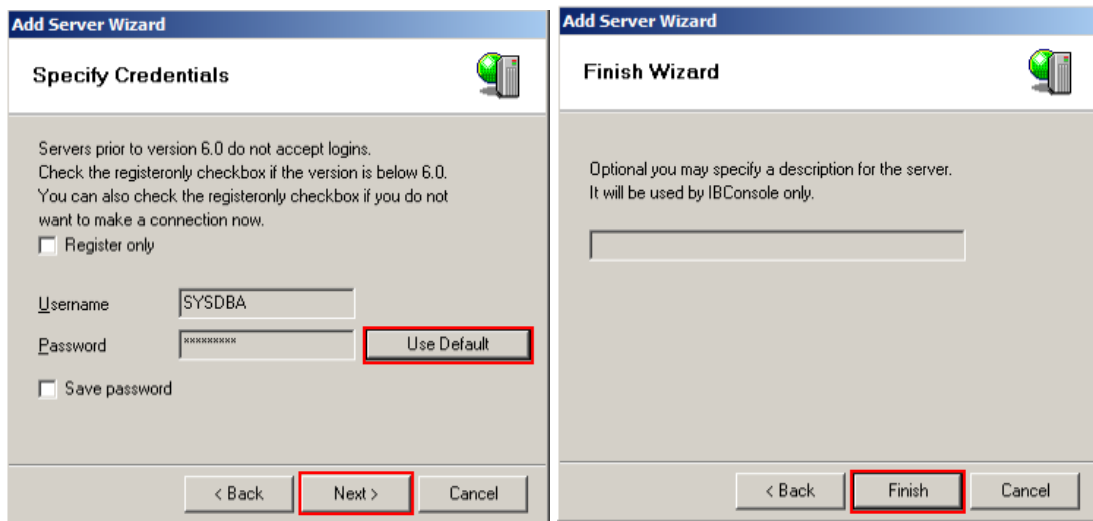 Add Server Wizard
Specify Credentials
Servers prior to version 6.0 do not accept logins.
Check the registeronly checkbox if the version is below 6.0.
You can also check the registeronly checkbox if you do not
want to make a connection now.
Register only
Username
SYSDBA
Password
*********
Use Default
Save password
< Back
Next >
Cancel
Add Server Wizard
Finish Wizard
Optional you may specify a description for the server.
It will be used by IBConsole only.
< Back
Finish
Cancel